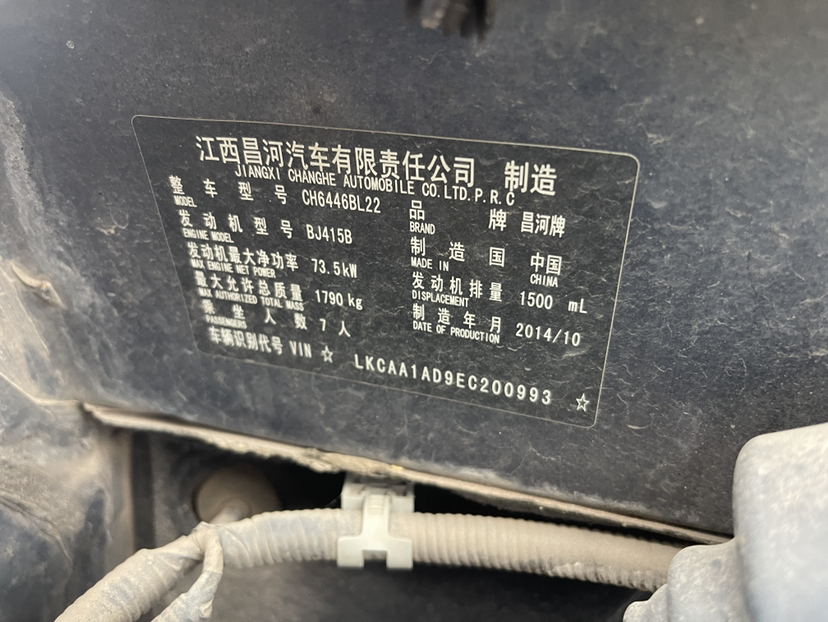 江西昌河汽车有限责任公司 制造
JIANGXI CHANGHE AUTOMOBILE CO.LTD.P.R.C
整车型号 CH6446BL22 品牌 昌河牌
MODEL BRAND
发动机型号 BJ415B 制造国 中国
ENGINE MODEL MADE IN CHINA
发动机最大净功率 73.5kW 发动机排量 1500 mL
MAX ENGINE NET POWER DISPLACEMENT
最大允许总质量 1790kg 制造年月 2014/10
MAX AUTHORIZED TOTAL MASS DATE OF PRODUCTION
乘坐人数 7人
PASSENGERS
车辆识别代号 VIN ☆ LKCAA1AD9EC200993 ☆